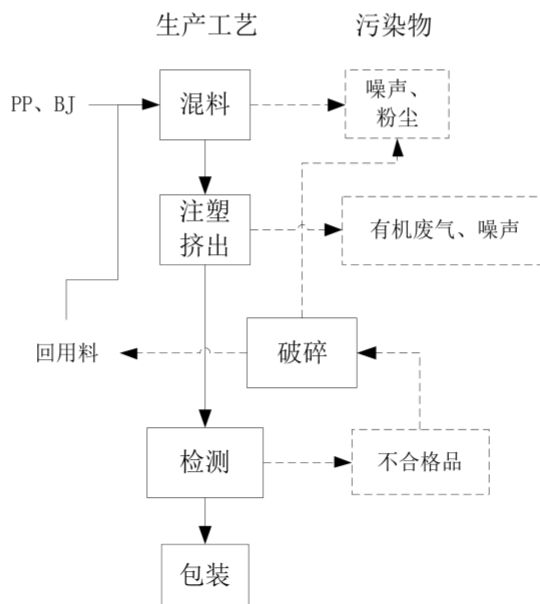 生产工艺
污染物
PP、BJ
混料
噪声、
粉尘
注塑
挤出
有机废气、噪声
回用料
破碎
检测
不合格品
包装